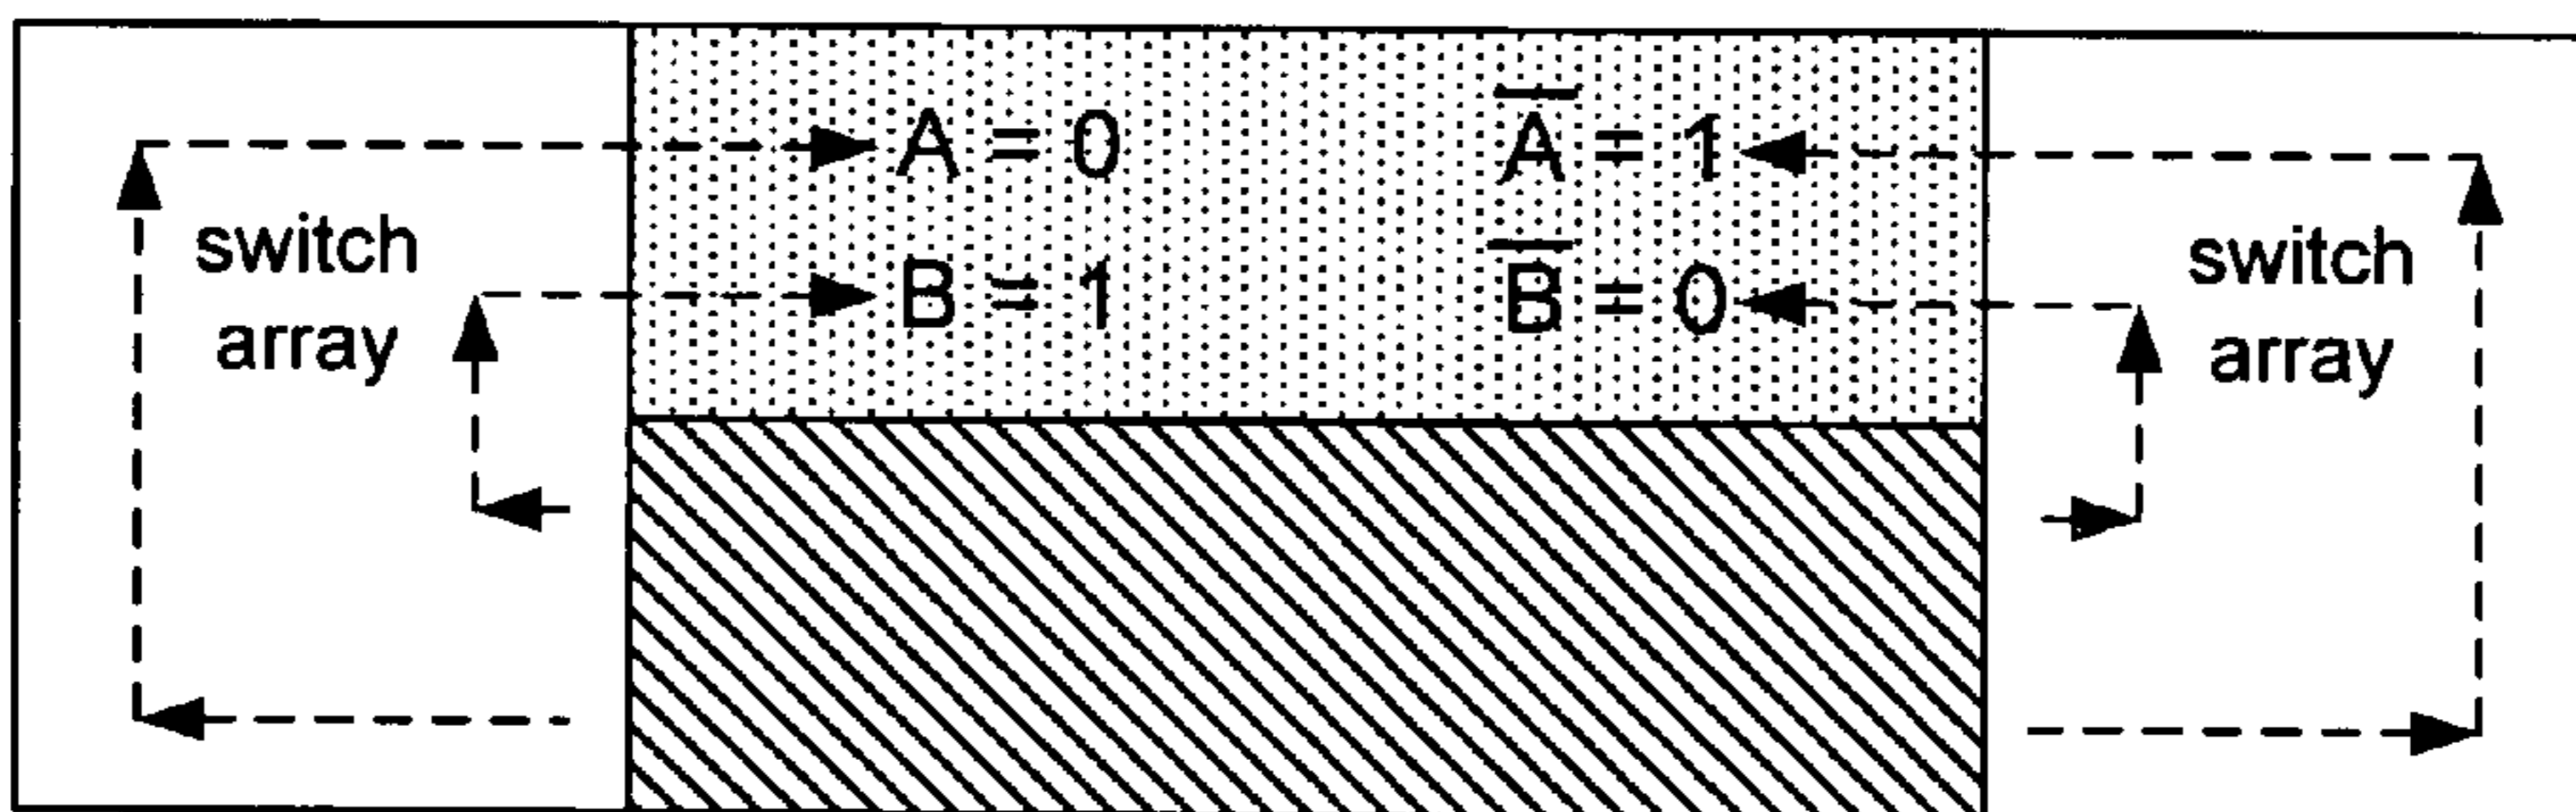 A = 0
A̅ = 1
switch
array
B = 1
B̅ = 0
switch
array